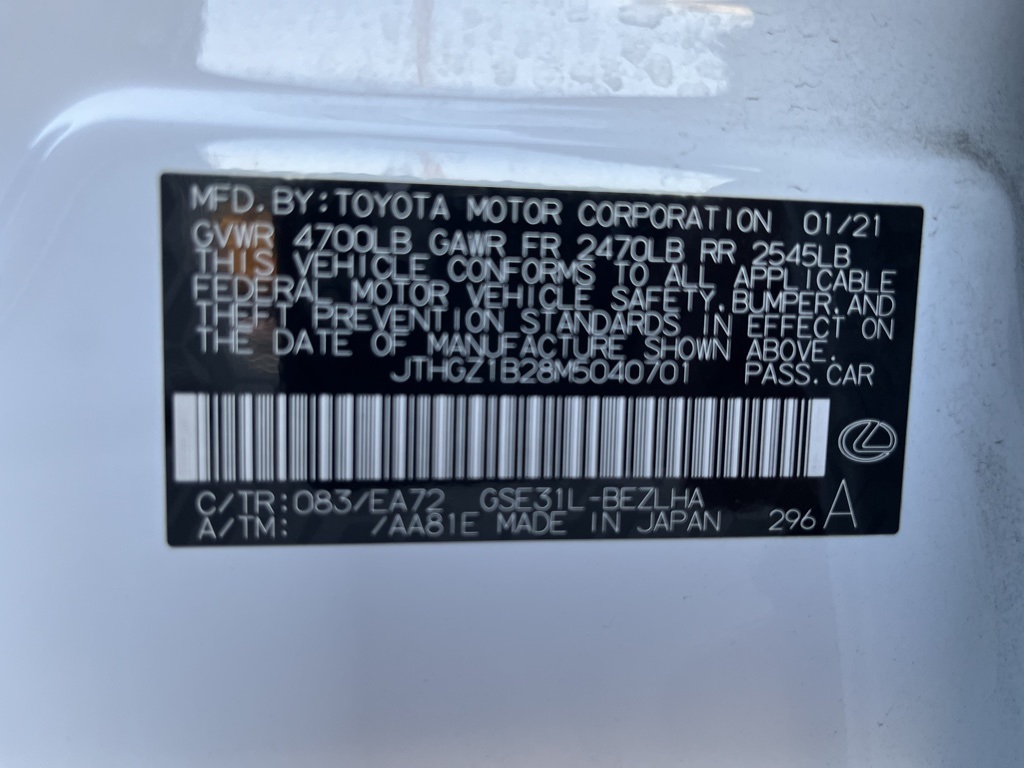 MFD. BY: TOYOTA MOTOR CORPORATION 01/21
GVWR 4700LB GAWR FR 2470LB RR 2545LB
THIS VEHICLE CONFORMS TO ALL APPLICABLE
FEDERAL MOTOR VEHICLE SAFETY, BUMPER, AND
THEFT PREVENTION STANDARDS IN EFFECT ON
THE DATE OF MANUFACTURE SHOWN ABOVE.
JTHGZ1B28M5040701 PASS. CAR
C/TR: 083/EA72 GSE31L-BEZLHA
A/TM: /AA81E MADE IN JAPAN 296 A